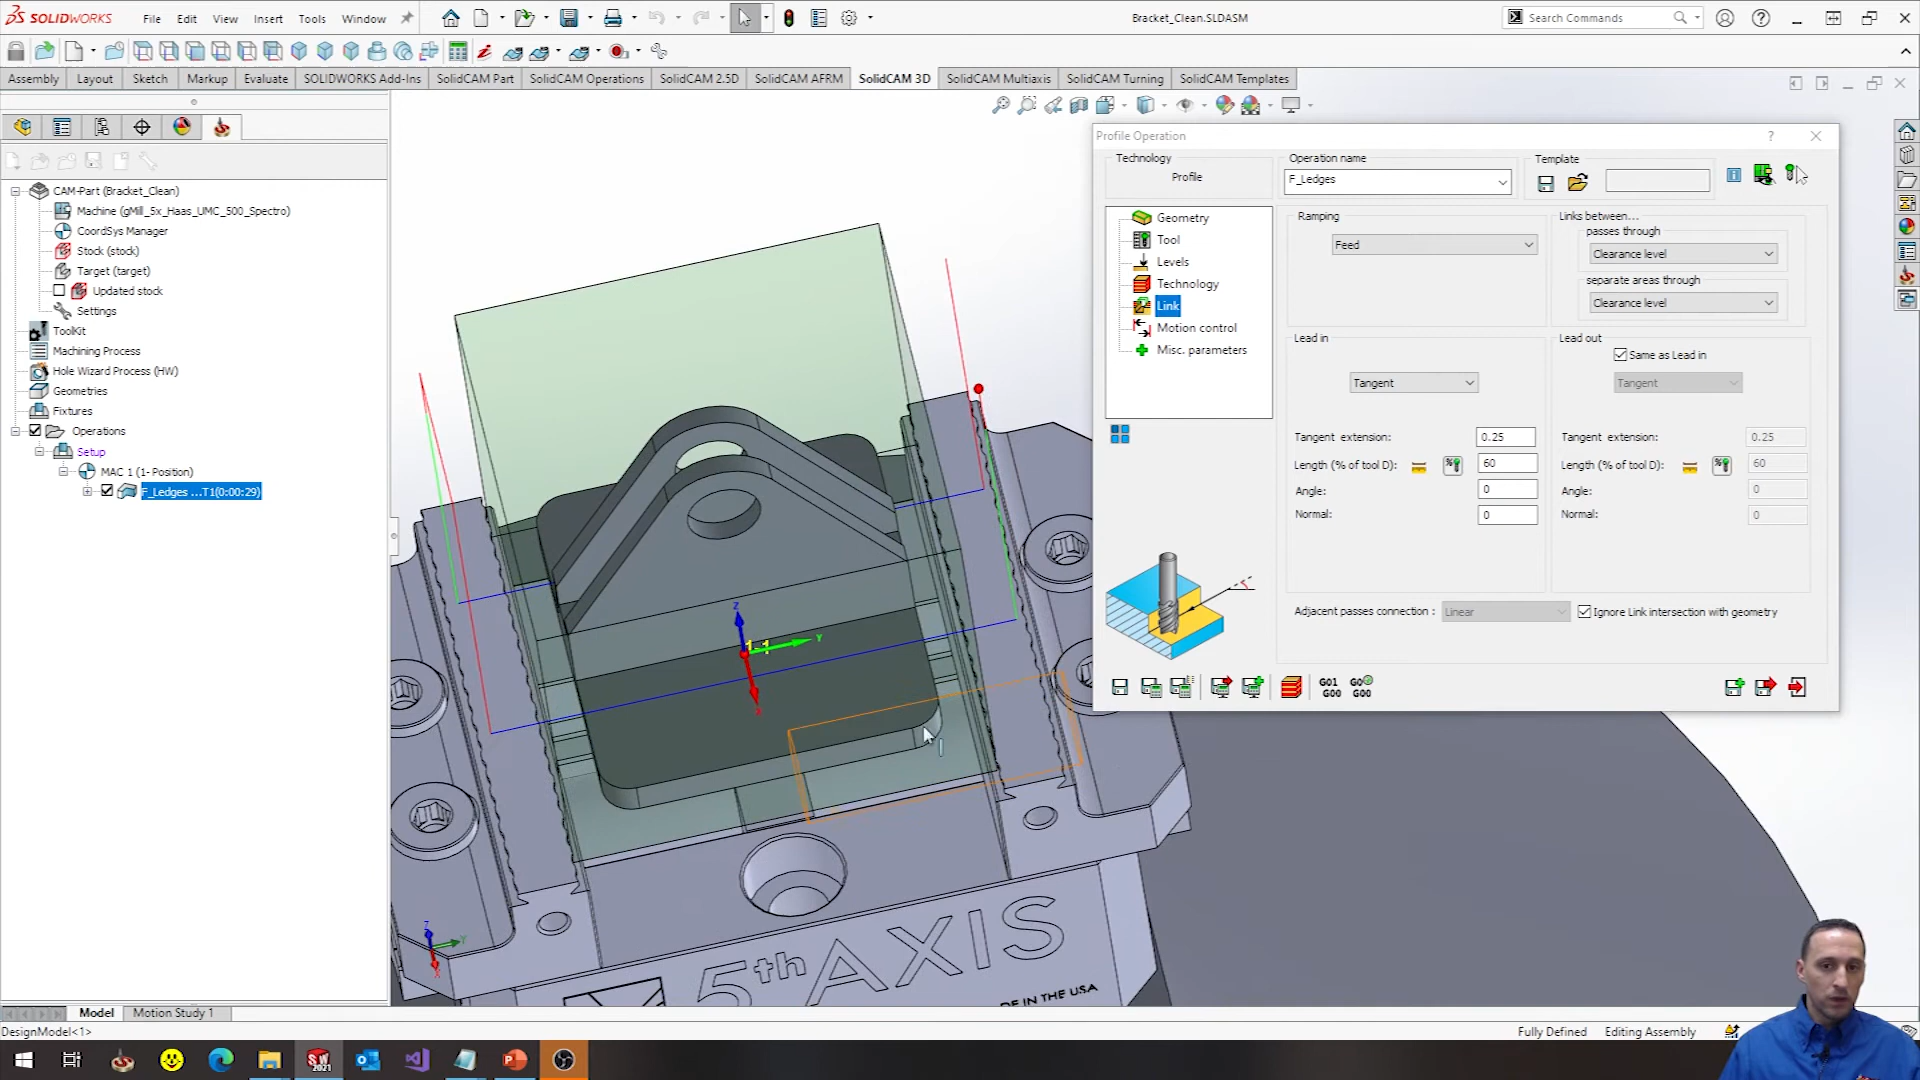 SOLIDWORKS
File
Edit
View
Insert
Tools
Window
Bracket_Clean.SLDASM
Search Commands
Assembly
Layout
Sketch
Markup
Evaluate
SOLIDWORKS Add-Ins
SolidCAM Part
SolidCAM Operations
SolidCAM 2.5D
SolidCAM AFRM
SolidCAM 3D
SolidCAM Multiaxis
SolidCAM Turning
SolidCAM Templates
CAM-Part (Bracket_Clean)
Machine (gMill_5x_Haas_UMC_500_Spectro)
CoordSys Manager
Stock (stock)
Target (target)
Updated stock
Settings
ToolKit
Machining Process
Hole Wizard Process (HW)
Geometries
Fixtures
Operations
Setup
MAC 1 (1- Position)
F_Ledges ...T1(0:00:29)
Profile Operation
Technology
Profile
Operation name
F_Ledges
Template
Geometry
Tool
Levels
Technology
Link
Motion control
Misc. parameters
Ramping
Feed
Links between...
passes through
Clearance level
separate areas through
Clearance level
Lead in
Tangent
Tangent extension: 0.25
Length (% of tool D): 60
Angle: 0
Normal: 0
Lead out
Same as Lead in
Tangent
Tangent extension: 0.25
Length (% of tool D): 60
Angle: 0
Normal: 0
Adjacent passes connection : Linear
Ignore Link intersection with geometry
G01
G00
G00
Z
Y
X
1-1
Z
Y
X
5th AXIS
DE IN THE USA
Model
Motion Study 1
DesignModel<1>
Fully Defined
Editing Assembly
SW
2021